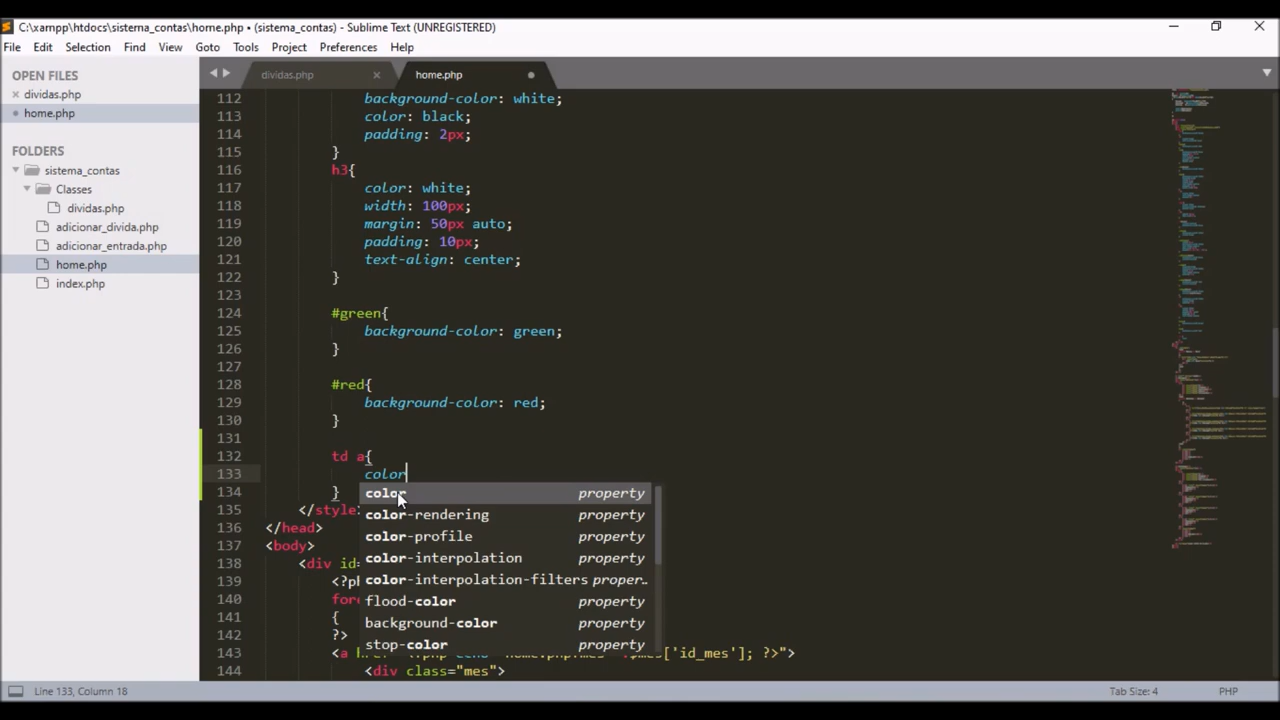 C:\xampp\htdocs\sistema_contas\home.php • (sistema_contas) - Sublime Text (UNREGISTERED)
File Edit Selection Find View Goto Tools Project Preferences Help
OPEN FILES
dividas.php
home.php
FOLDERS
sistema_contas
Classes
dividas.php
adicionar_divida.php
adicionar_entrada.php
home.php
index.php
dividas.php home.php
112 background-color: white;
113 color: black;
114 padding: 2px;
115 }
116 h3{
117 color: white;
118 width: 100px;
119 margin: 50px auto;
120 padding: 10px;
121 text-align: center;
122 }
123
124 #green{
125 background-color: green;
126 }
127
128 #red{
129 background-color: red;
130 }
131
132 td a{
133 color
134 }
135 </style
136 </head>
137 <body>
138 <div id=
139 <?p
140 for
141 {
142 ?>
143 mes['id_mes']; ?>">
144 <div class="mes">
color property
color-rendering property
color-profile property
color-interpolation property
color-interpolation-filters proper..
flood-color property
background-color property
stop-color property
Line 133, Column 18 Tab Size: 4 PHP